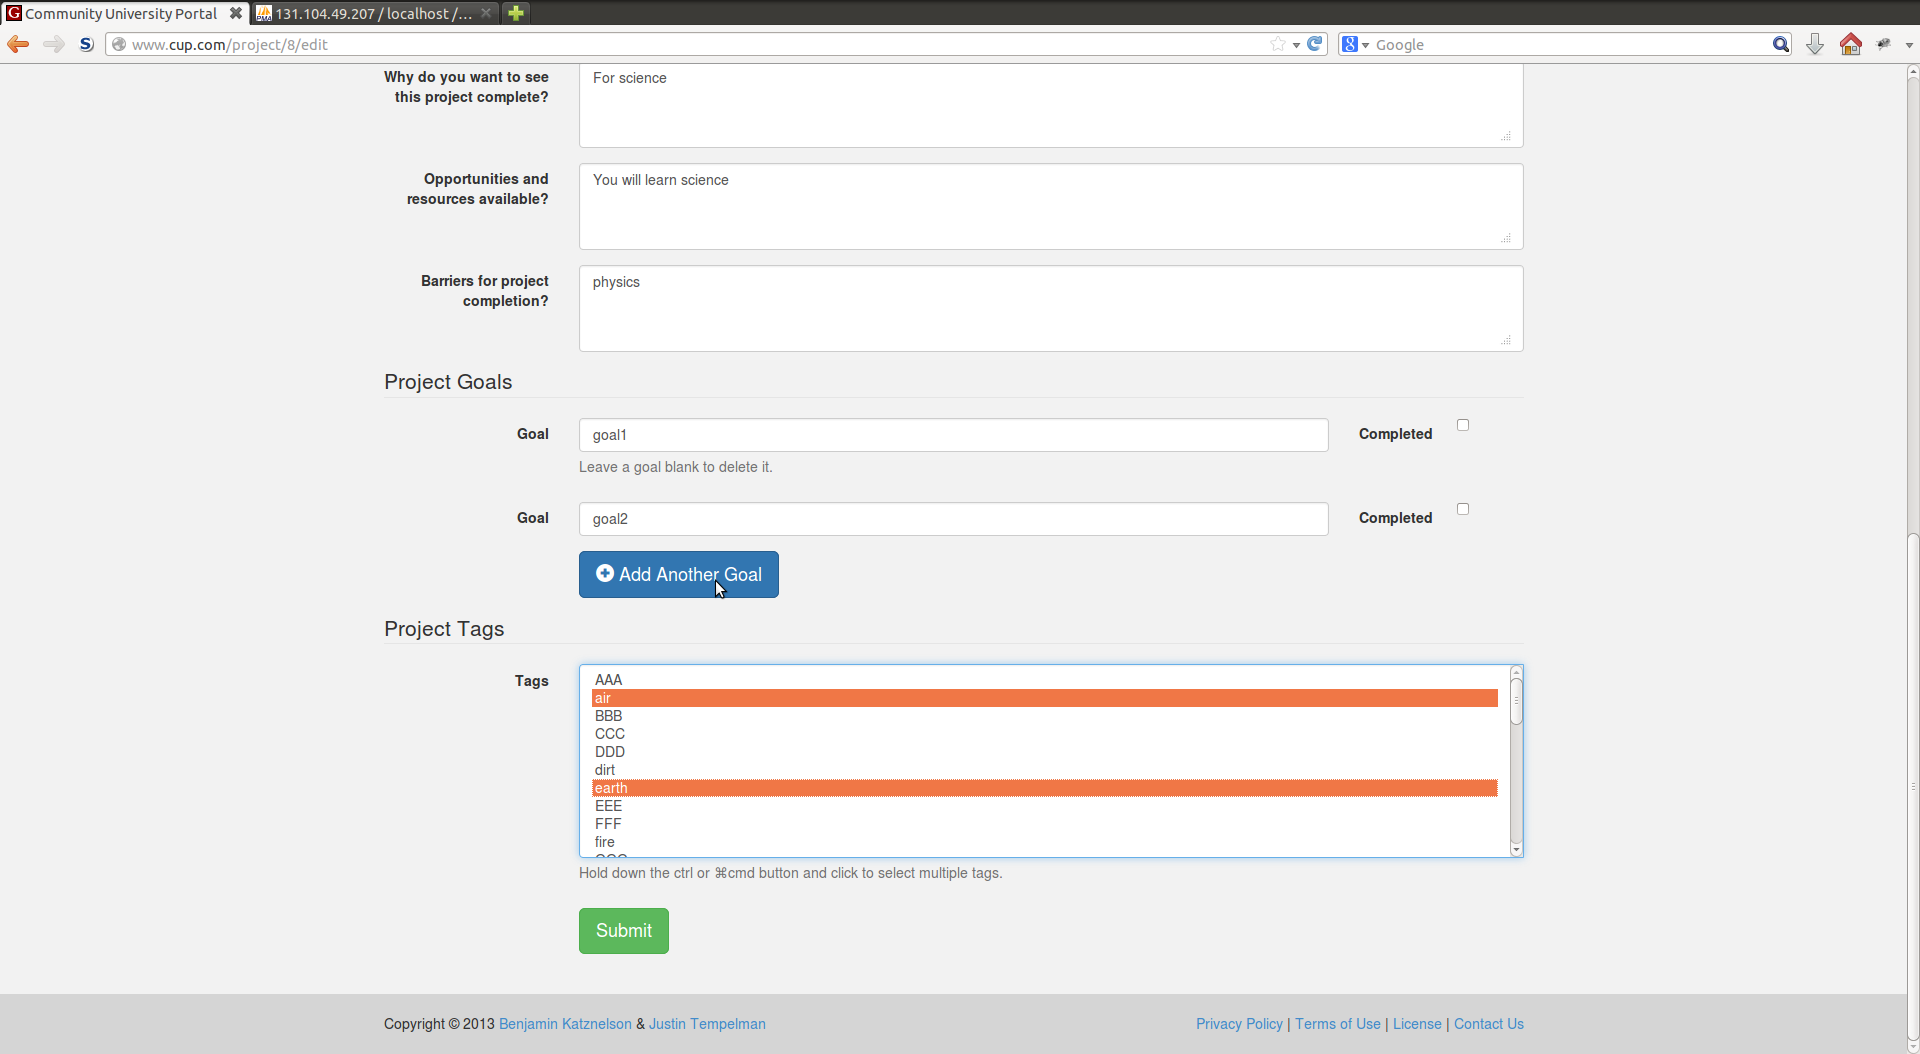 Community University Portal
131.104.49.207 / localhost /...
www.cup.com/project/8/edit
Google
Why do you want to see
this project complete?
For science
Opportunities and
resources available?
You will learn science
Barriers for project
completion?
physics
Project Goals
Goal
goal1
Completed
Leave a goal blank to delete it.
Goal
goal2
Completed
Add Another Goal
Project Tags
Tags
AAA
air
BBB
CCC
DDD
dirt
earth
EEE
FFF
fire
Hold down the ctrl or ⌘cmd button and click to select multiple tags.
Submit
Copyright © 2013 Benjamin Katznelson & Justin Tempelman
Privacy Policy | Terms of Use | License | Contact Us